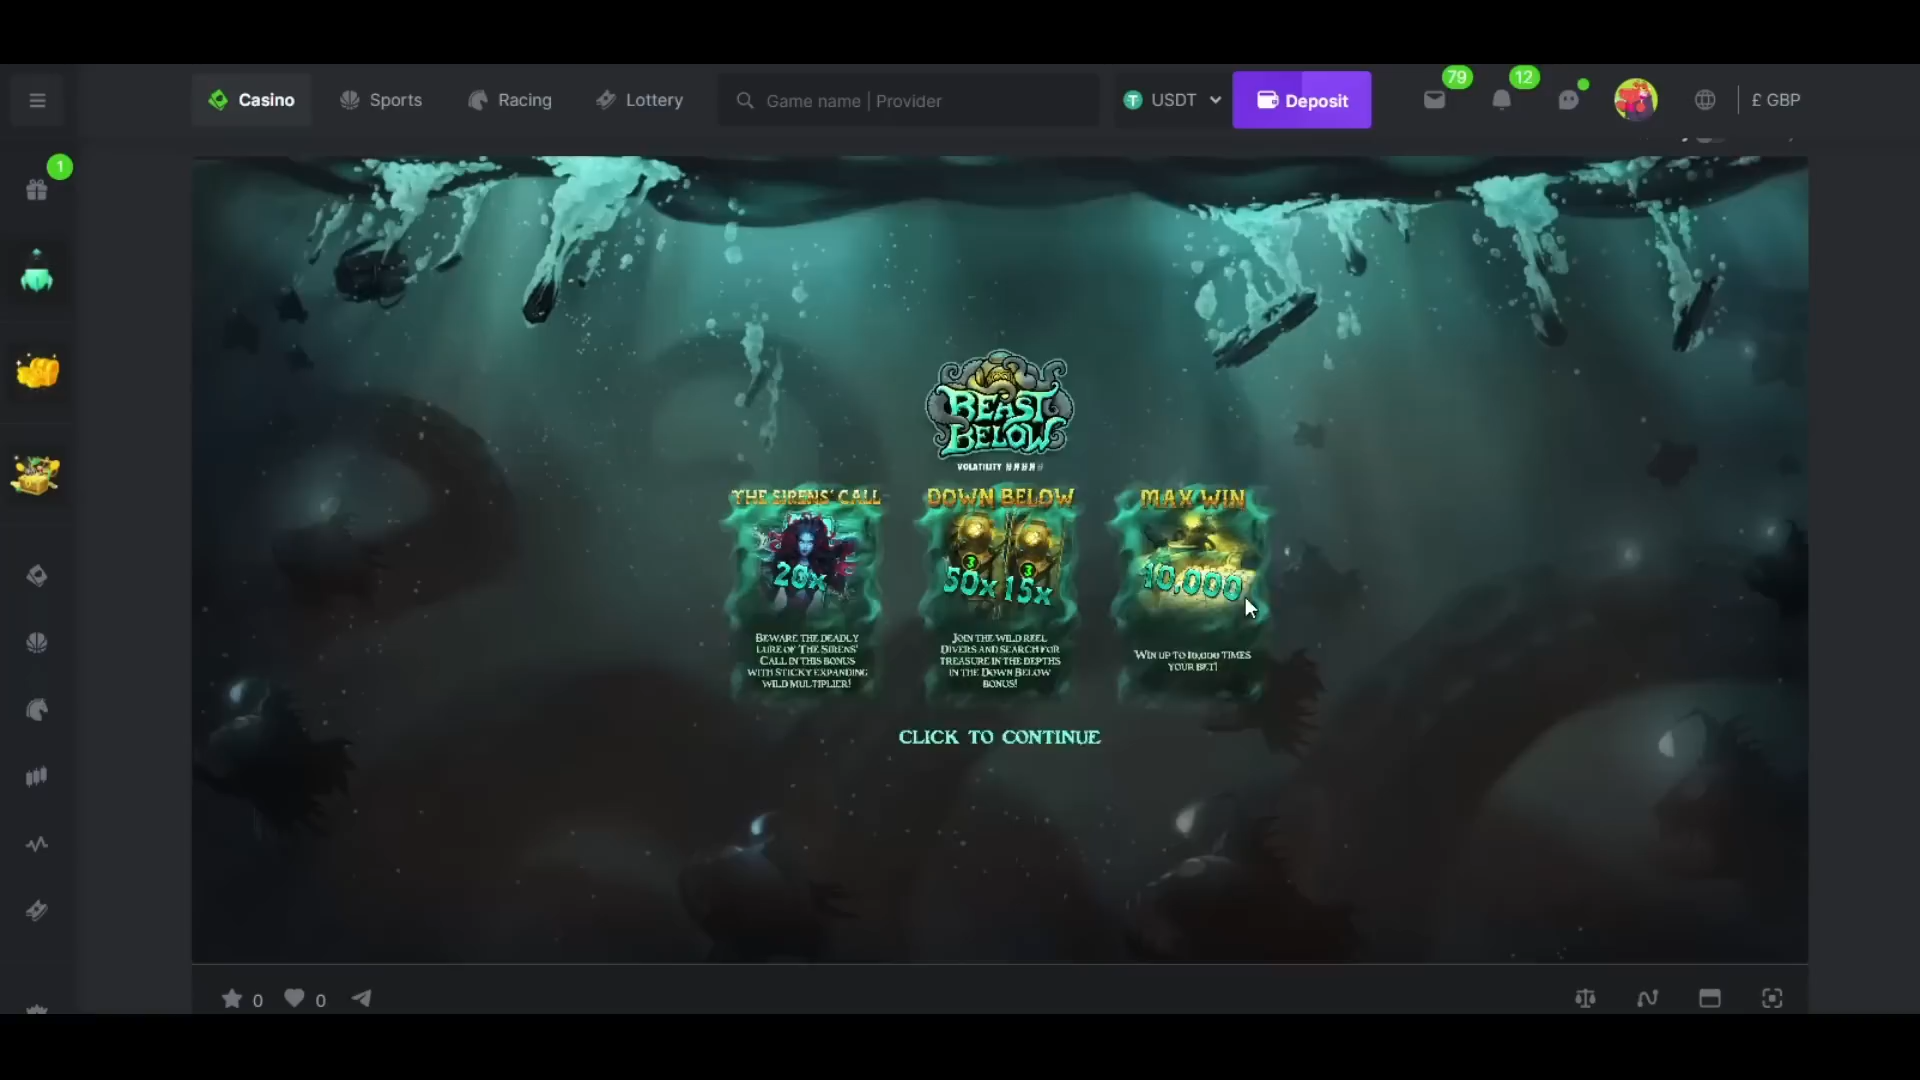 79
12
Casino
Sports
Racing
Lottery
Game name | Provider
USDT
Deposit
£ GBP
1
BEAST
BELOW
VOLATILITY
THE SIRENS' CALL
DOWN BELOW
MAX WIN
20x
3
3
50x 15x
10,000
BEWARE THE DEADLY
LURE OF THE SIRENS'
CALL IN THIS BONUS
WITH STICKY EXPANDING
WILD MULTIPLIER!
JOIN THE WILD REEL
DIVERS AND SEARCH FOR
TREASURE IN THE DEPTHS
IN THE DOWN BELOW
BONUS!
WIN UP TO 10,000 TIMES
YOUR BET!
CLICK TO CONTINUE
0
0